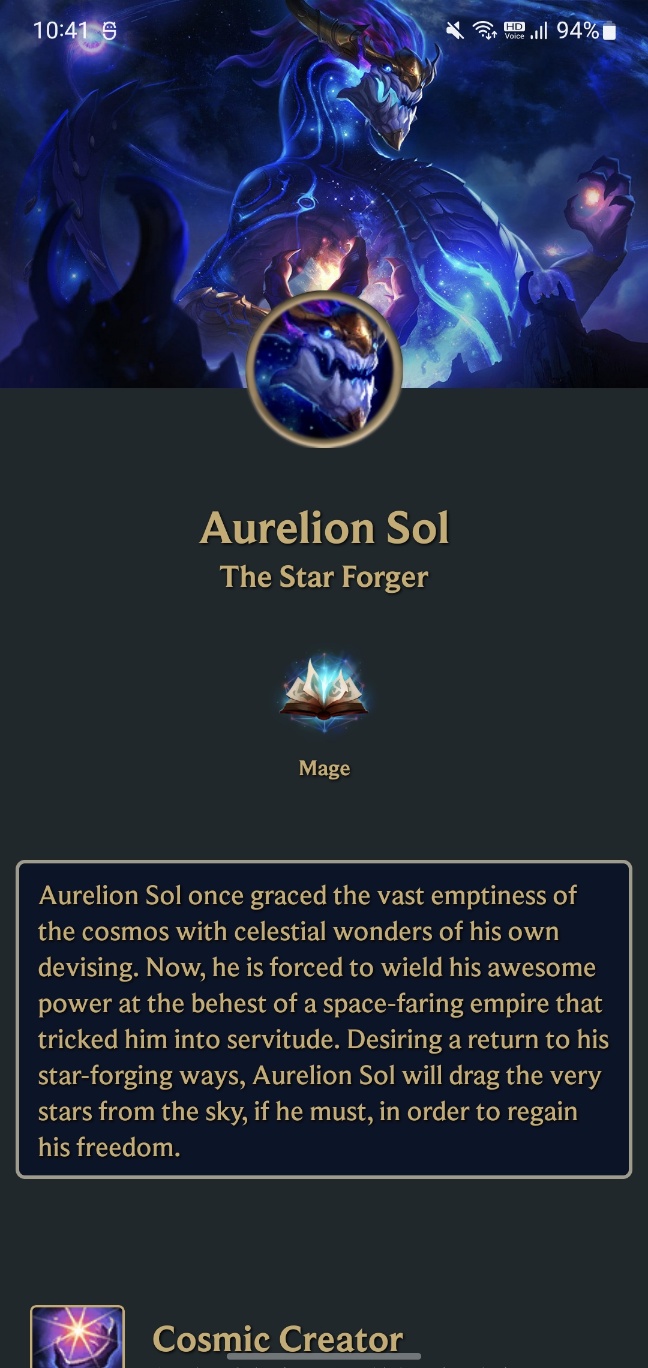 10:41
HD
Voice
94%
Aurelion Sol
The Star Forger
Mage
Aurelion Sol once graced the vast emptiness of
the cosmos with celestial wonders of his own
devising. Now, he is forced to wield his awesome
power at the behest of a space-faring empire that
tricked him into servitude. Desiring a return to his
star-forging ways, Aurelion Sol will drag the very
stars from the sky, if he must, in order to regain
his freedom.
Cosmic Creator